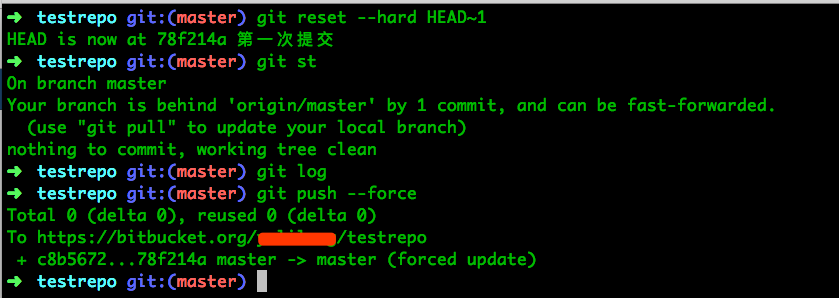 ➜ testrepo git:(master) git reset --hard HEAD~1
HEAD is now at 78f214a 第一次提交
➜ testrepo git:(master) git st
On branch master
Your branch is behind 'origin/master' by 1 commit, and can be fast-forwarded.
  (use "git pull" to update your local branch)
nothing to commit, working tree clean
➜ testrepo git:(master) git log
➜ testrepo git:(master) git push --force
Total 0 (delta 0), reused 0 (delta 0)
To https://bitbucket.org/ /testrepo
 + c8b5672...78f214a master -> master (forced update)
➜ testrepo git:(master)